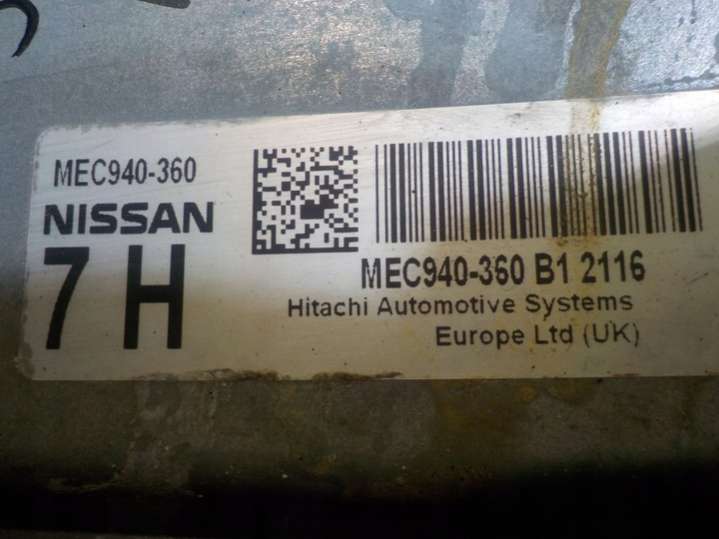 MEC940-360
NISSAN
7 H
MEC940-360 B1 2116
Hitachi Automotive Systems
Europe Ltd (UK)